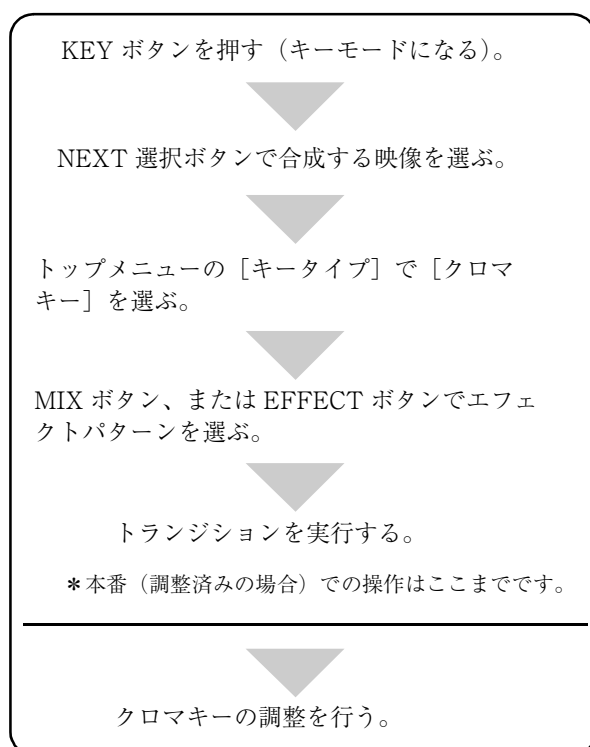 KEY ボタンを押す（キーモードになる）。
NEXT 選択ボタンで合成する映像を選ぶ。
トップメニューの［キータイプ］で［クロマ
キー］を選ぶ。
MIX ボタン、または EFFECT ボタンでエフェ
クトパターンを選ぶ。
トランジションを実行する。
＊本番（調整済みの場合）での操作はここまでです。
クロマキーの調整を行う。